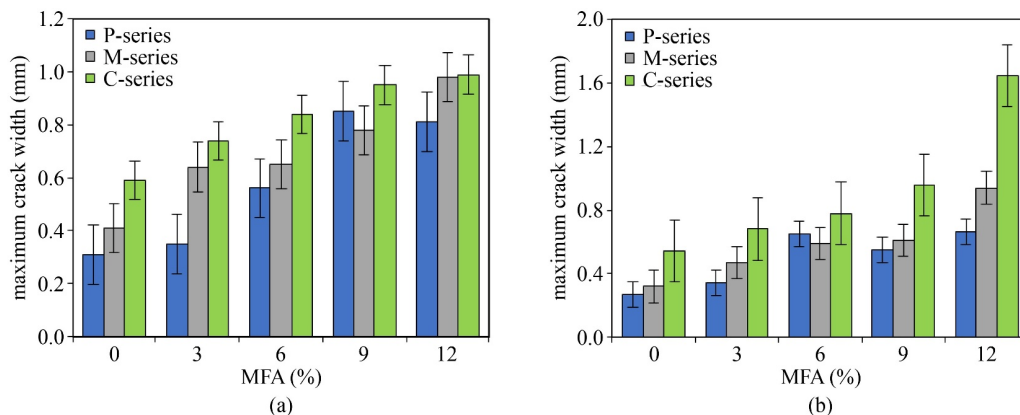 1.2
1.0
0.8
0.6
0.4
0.2
0.0
maximum crack width (mm)
P-series
M-series
C-series
0 3 6 9 12
MFA (%)
(a)
2.0
1.6
1.2
0.8
0.4
0.0
maximum crack width (mm)
P-series
M-series
C-series
0 3 6 9 12
MFA (%)
(b)